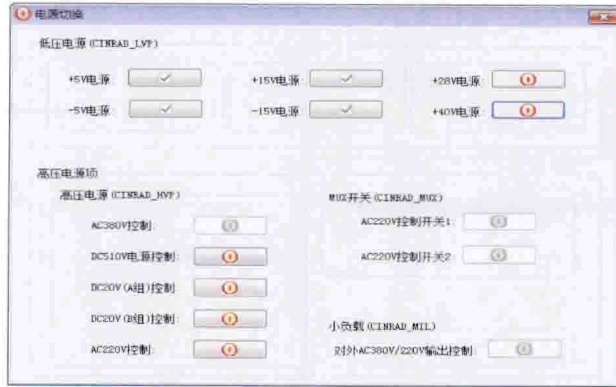 电源切换
低压电源(CINRAD_LVP)
+5V电源: +15V电源: +28V电源:
-5V电源: -15V电源: +40V电源:
高压电源项
高压电源(CINRAD_HVP) MUX开关(CINRAD_MUX)
AC380V控制: AC220V控制开关1:
DC510V电源控制: AC220V控制开关2:
DC20V(A组)控制:
DC20V(B组)控制: 小负载(CINRAD_MIL)
AC220V控制: 对外AC380V/220V输出控制: